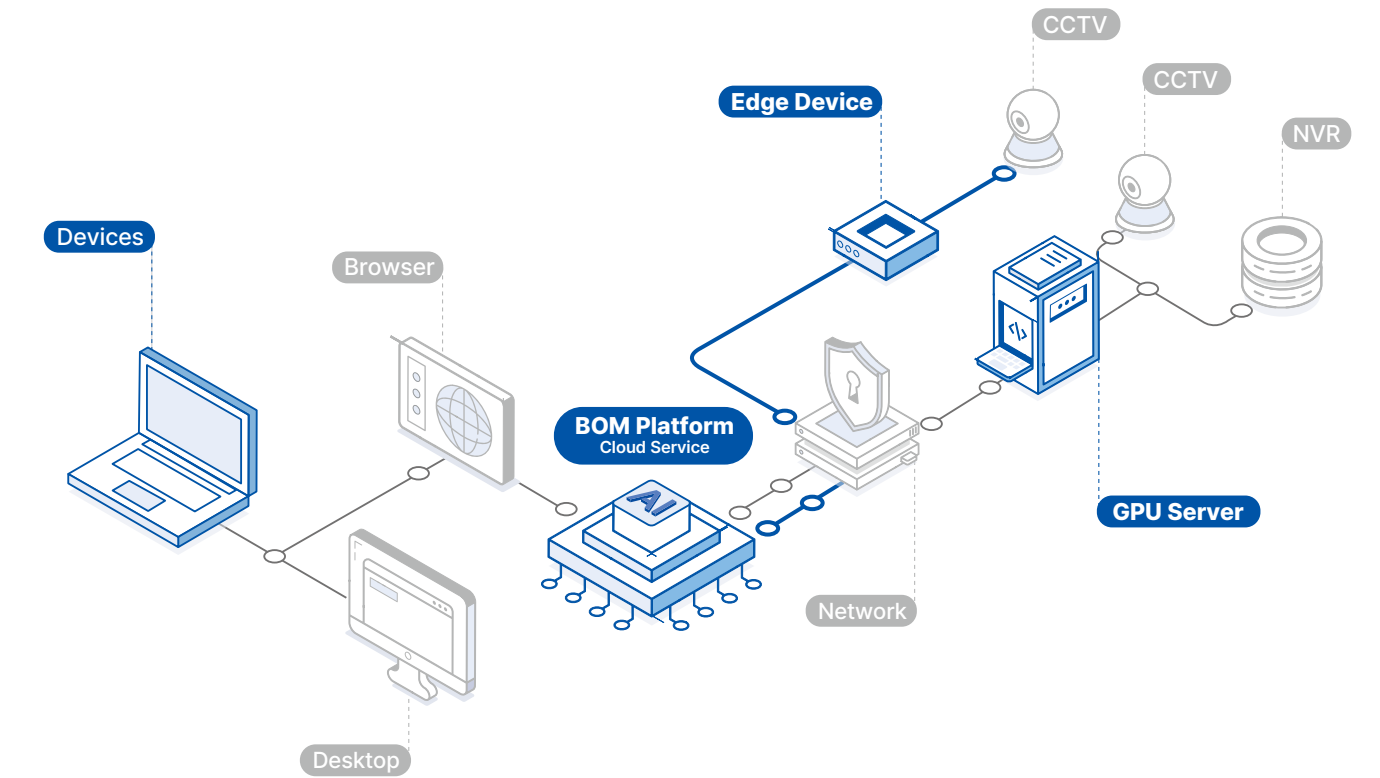 CCTV
CCTV
Edge Device
NVR
Devices
Browser
BOM Platform
Cloud Service
AI
GPU Server
Network
Desktop